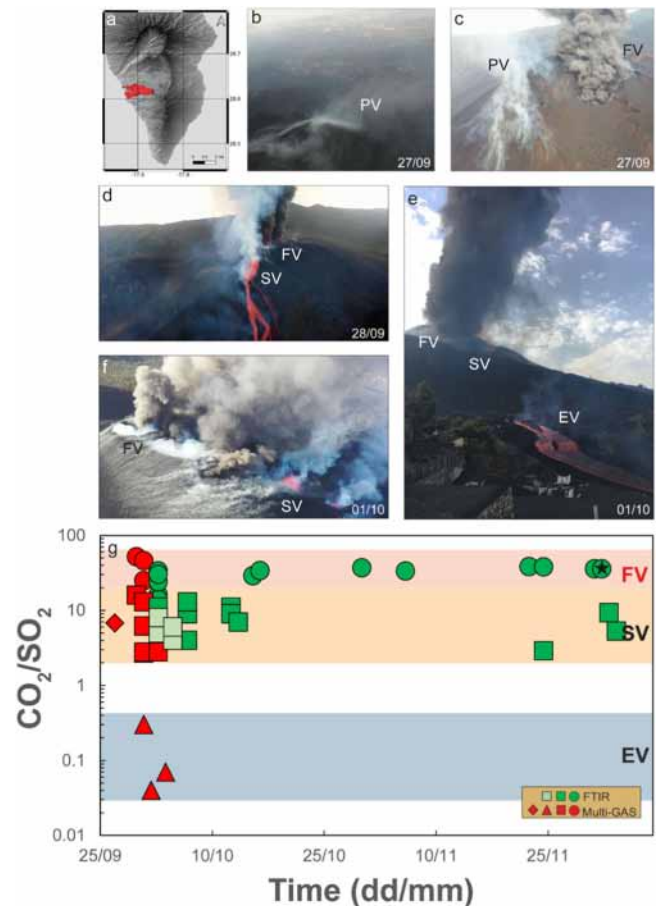 a
b
PV
27/09
c
PV
FV
27/09
d
FV
SV
28/09
e
FV
SV
EV
01/10
f
FV
SV
01/10
g
100
10
1
0.1
0.01
CO2/SO2
FV
SV
EV
FTIR
Multi-GAS
25/09
10/10
25/10
10/11
25/11
Time (dd/mm)